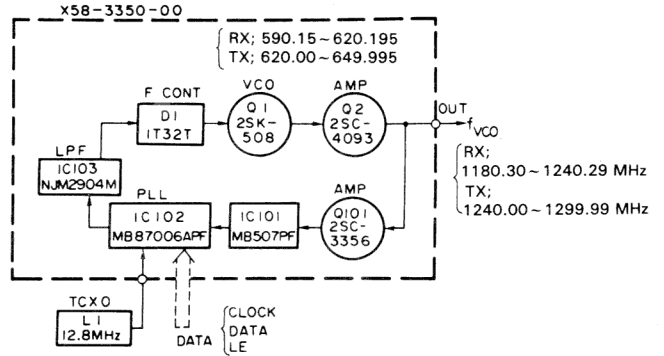 X58-3350-00
RX; 590.15~620.195
TX; 620.00~649.995
F CONT
VCO
AMP
D1
1T32T
Q1
2SK-
508
Q2
2SC-
4093
OUT
fVCO
RX;
1180.30~1240.29 MHz
TX;
1240.00~1299.99 MHz
LPF
IC103
NJM2904M
PLL
IC102
MB87006APF
IC101
MB507PF
AMP
Q101
2SC-
3356
TCXO
L1
12.8MHz
DATA
CLOCK
DATA
LE